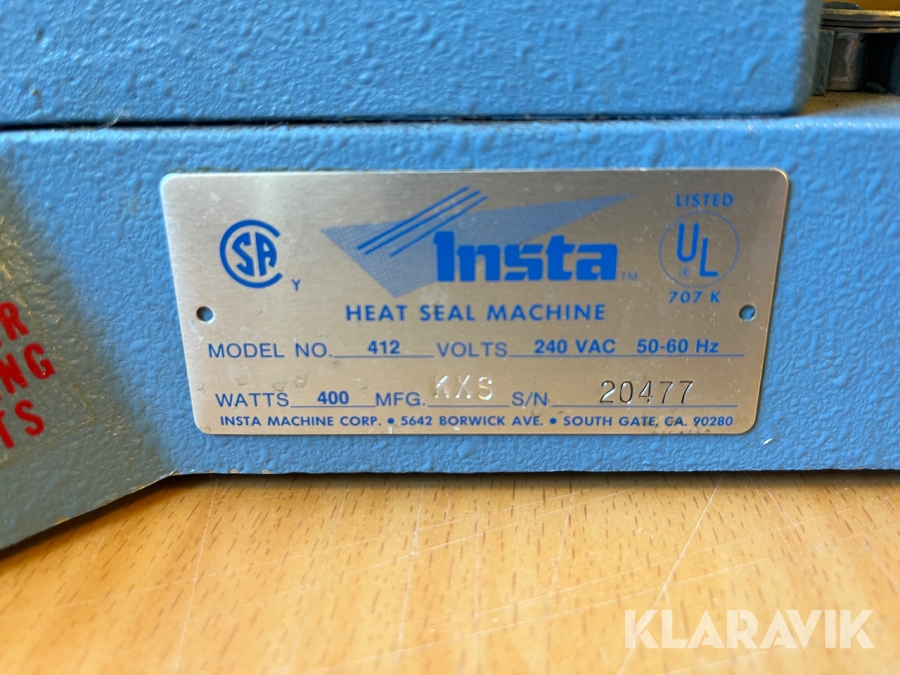 LISTED
SA
Y
Insta™
UL
707 K
HEAT SEAL MACHINE
MODEL NO. 412 VOLTS 240 VAC 50-60 Hz
WATTS 400 MFG. KXS S/N 20477
INSTA MACHINE CORP. • 5642 BORWICK AVE. • SOUTH GATE, CA. 90280
KLARAVIK